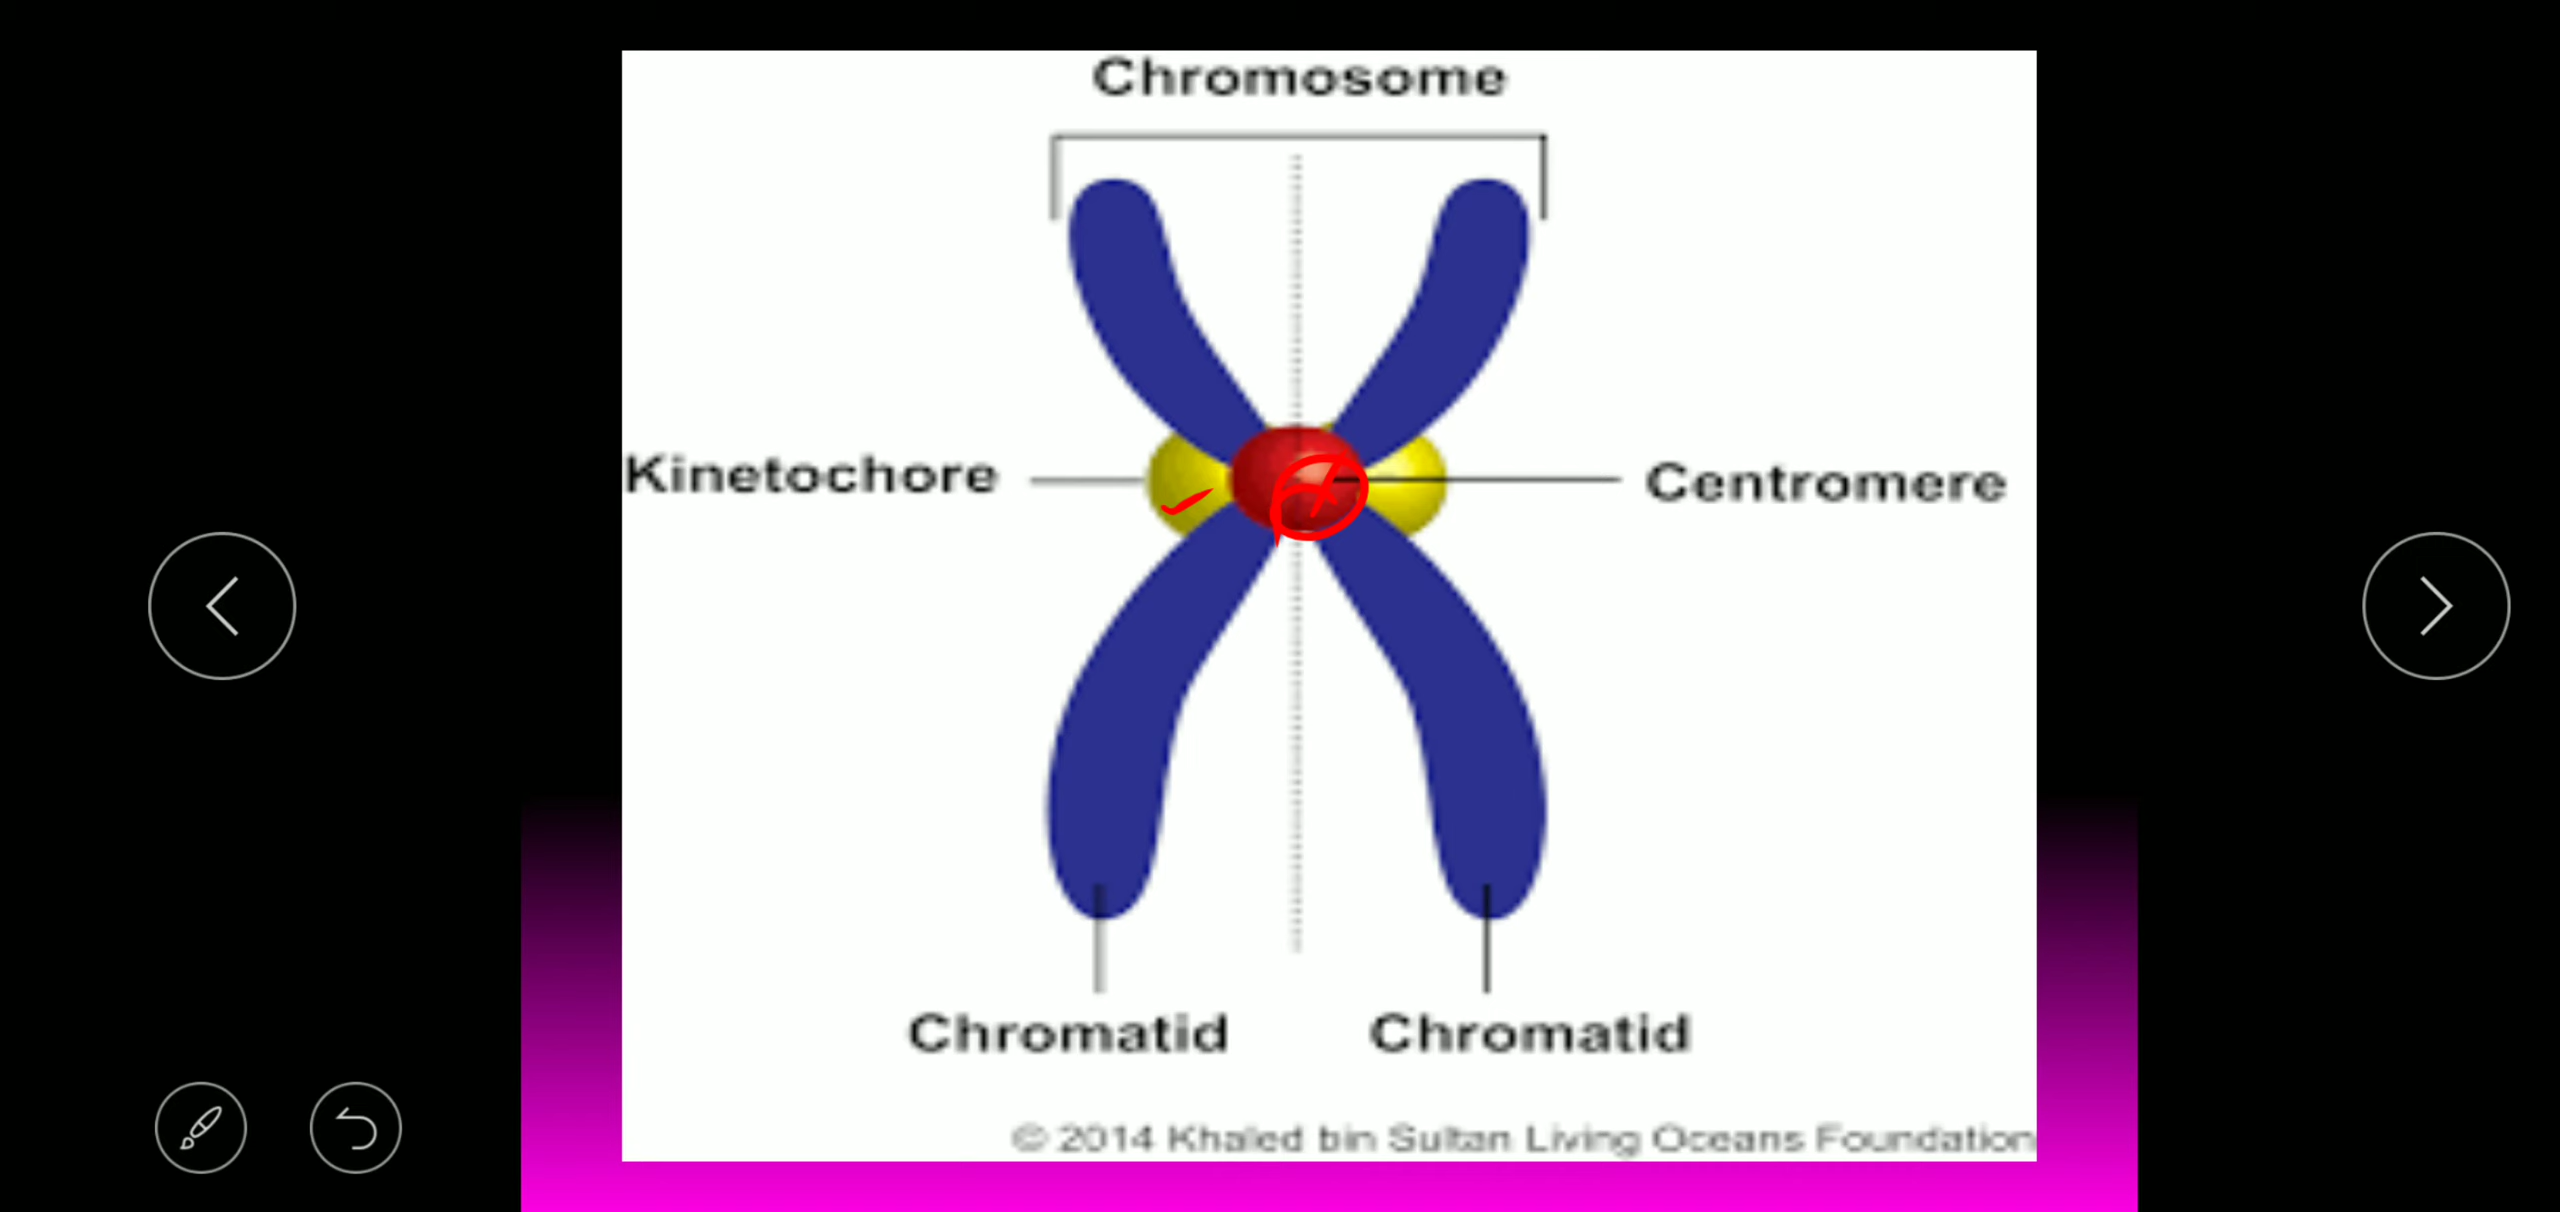 Chromosome
Kinetochore
Centromere
Chromatid
Chromatid
© 2014 Khaled bin Sultan Living Oceans Foundation